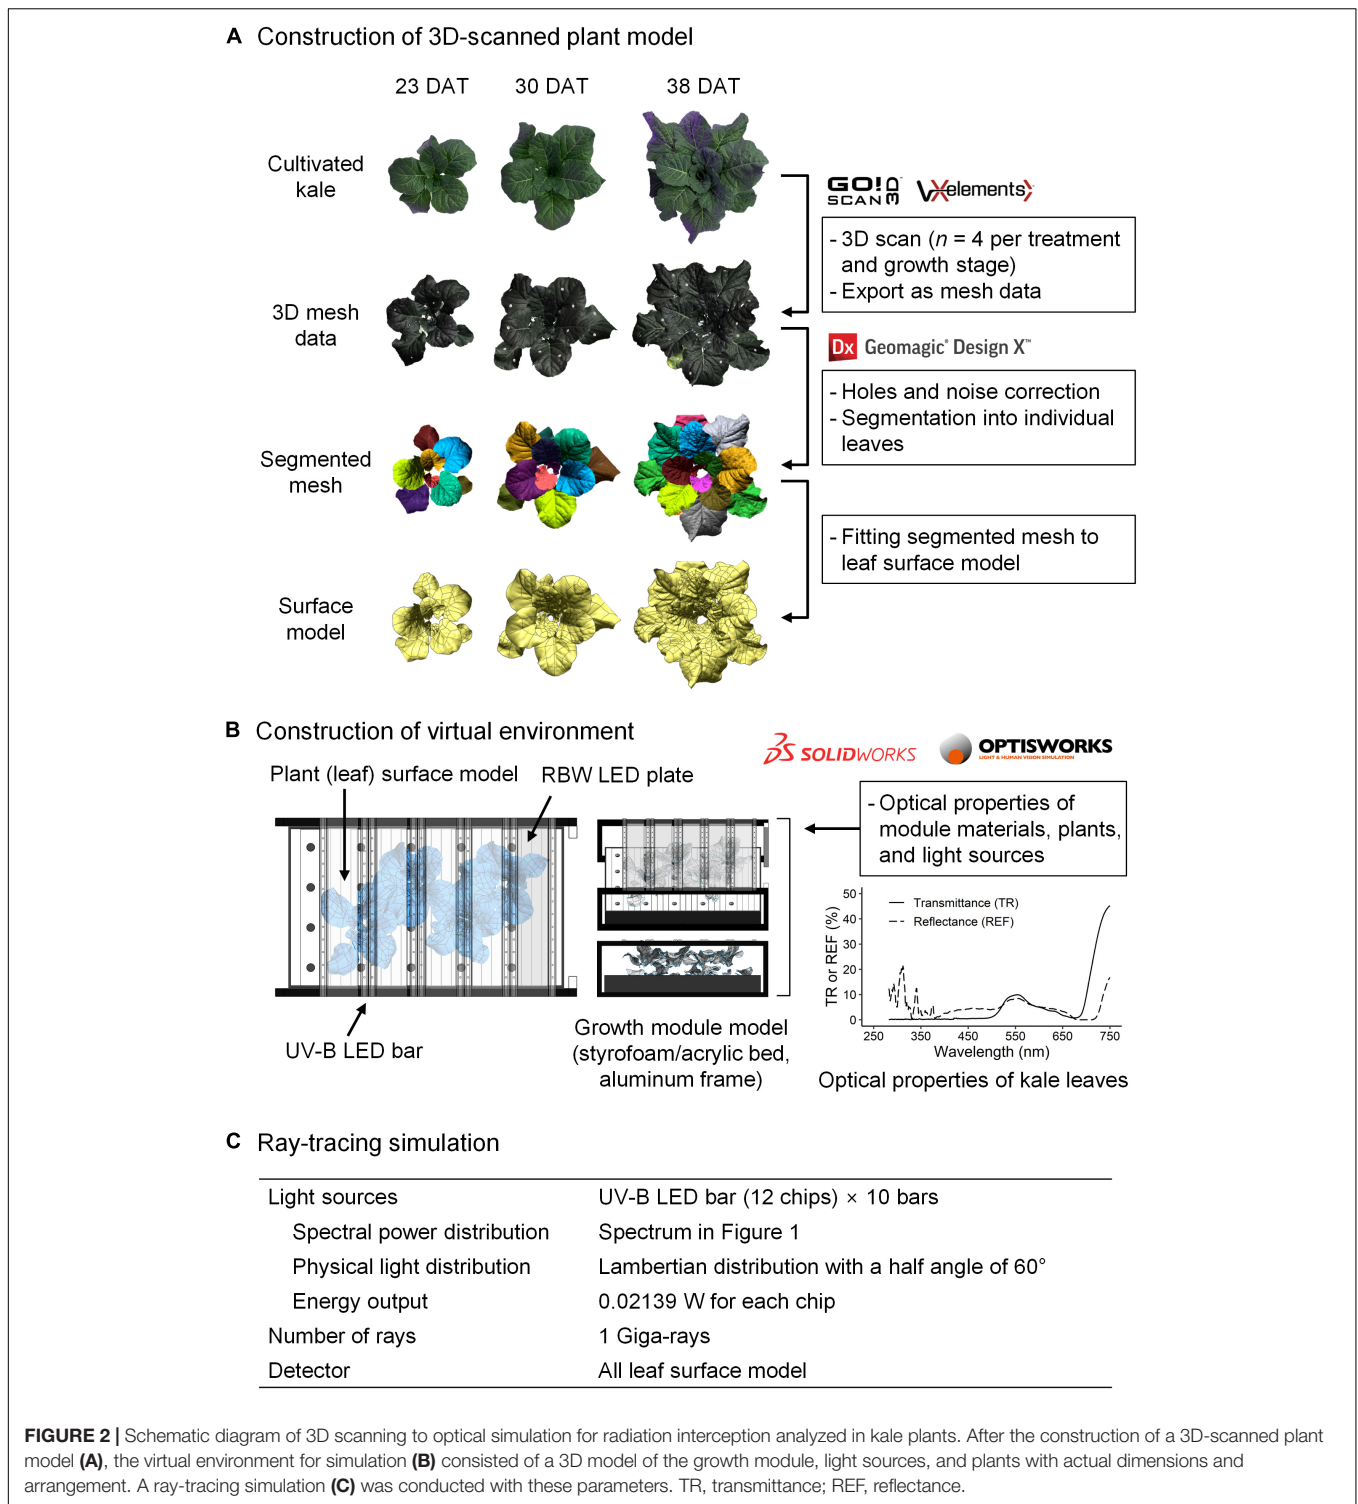 A Construction of 3D-scanned plant model
23 DAT 30 DAT 38 DAT
Cultivated
kale
GO!
SCAN
3D
VXelements
- 3D scan (n = 4 per treatment
and growth stage)
- Export as mesh data
3D mesh
data
Dx Geomagic® Design X™
- Holes and noise correction
- Segmentation into individual
leaves
Segmented
mesh
- Fitting segmented mesh to
leaf surface model
Surface
model
B Construction of virtual environment
SOLIDWORKS
OPTISWORKS
LIGHT & HUMAN VISION SIMULATION
Plant (leaf) surface model
RBW LED plate
- Optical properties of
module materials, plants,
and light sources
UV-B LED bar
Growth module model
(styrofoam/acrylic bed,
aluminum frame)
TR or REF (%)
50
40
30
20
10
0
Transmittance (TR)
Reflectance (REF)
250 350 450 550 650 750
Wavelength (nm)
Optical properties of kale leaves
C Ray-tracing simulation
Light sources UV-B LED bar (12 chips) × 10 bars
Spectral power distribution Spectrum in Figure 1
Physical light distribution Lambertian distribution with a half angle of 60°
Energy output 0.02139 W for each chip
Number of rays 1 Giga-rays
Detector All leaf surface model
FIGURE 2 | Schematic diagram of 3D scanning to optical simulation for radiation interception analyzed in kale plants. After the construction of a 3D-scanned plant
model (A), the virtual environment for simulation (B) consisted of a 3D model of the growth module, light sources, and plants with actual dimensions and
arrangement. A ray-tracing simulation (C) was conducted with these parameters. TR, transmittance; REF, reflectance.